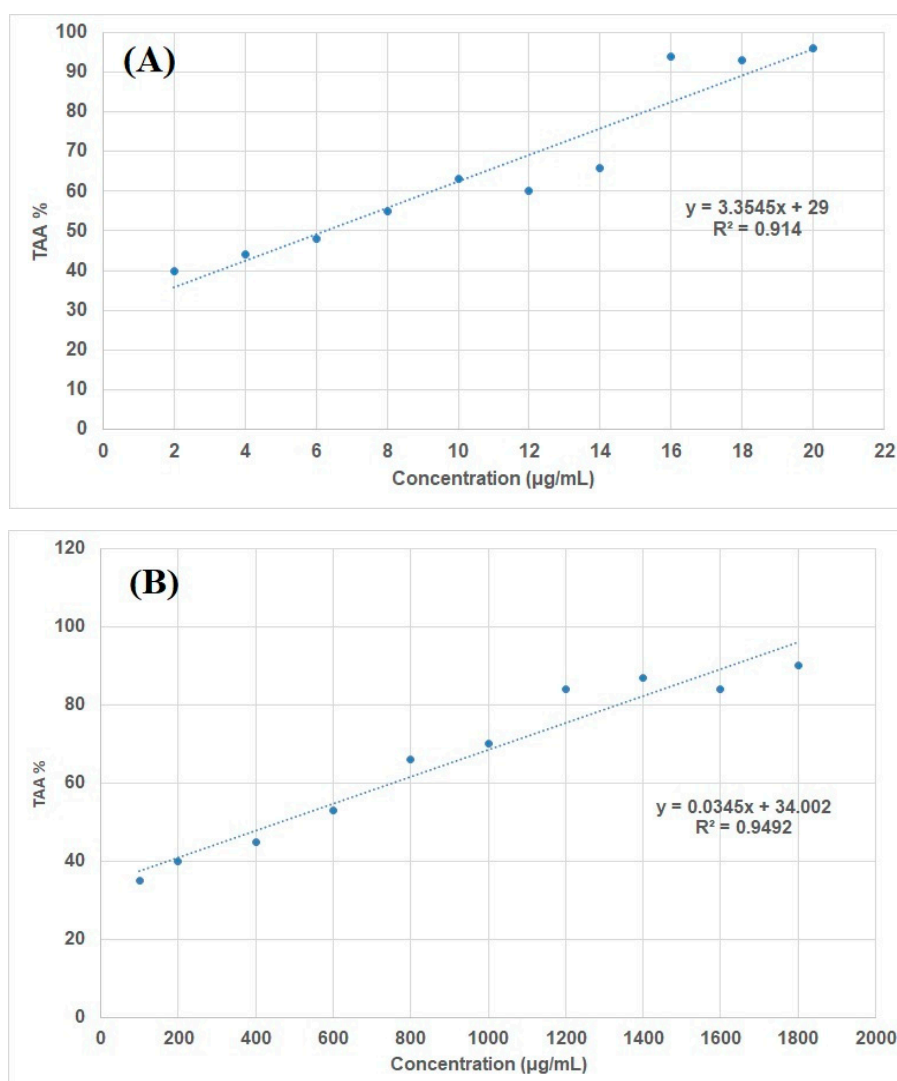 (A)
100
90
80
70
60
50
40
30
20
10
0
TAA %
y = 3.3545x + 29
R² = 0.914
0 2 4 6 8 10 12 14 16 18 20 22
Concentration (µg/mL)
(B)
120
100
80
60
40
20
0
TAA %
y = 0.0345x + 34.002
R² = 0.9492
0 200 400 600 800 1000 1200 1400 1600 1800 2000
Concentration (µg/mL)